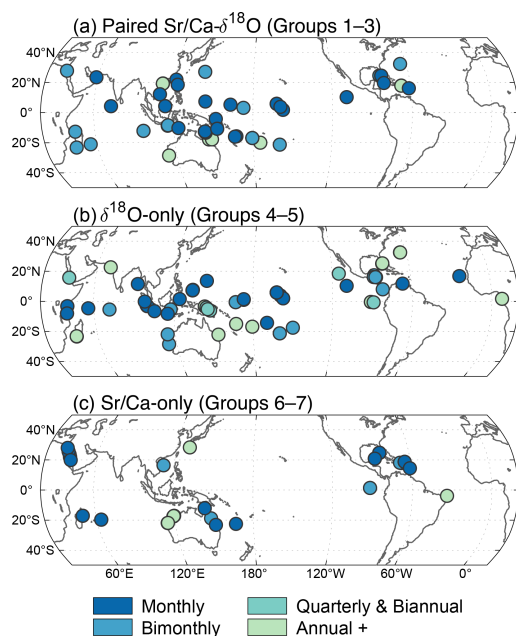 (a) Paired Sr/Ca-δ¹⁸O (Groups 1–3)
40°N
20°N
0°
20°S
40°S
(b) δ¹⁸O-only (Groups 4–5)
40°N
20°N
0°
20°S
40°S
(c) Sr/Ca-only (Groups 6–7)
40°N
20°N
0°
20°S
40°S
60°E 120°E 180°W 120°W 60°W 0°
Monthly Quarterly & Biannual
Bimonthly Annual +